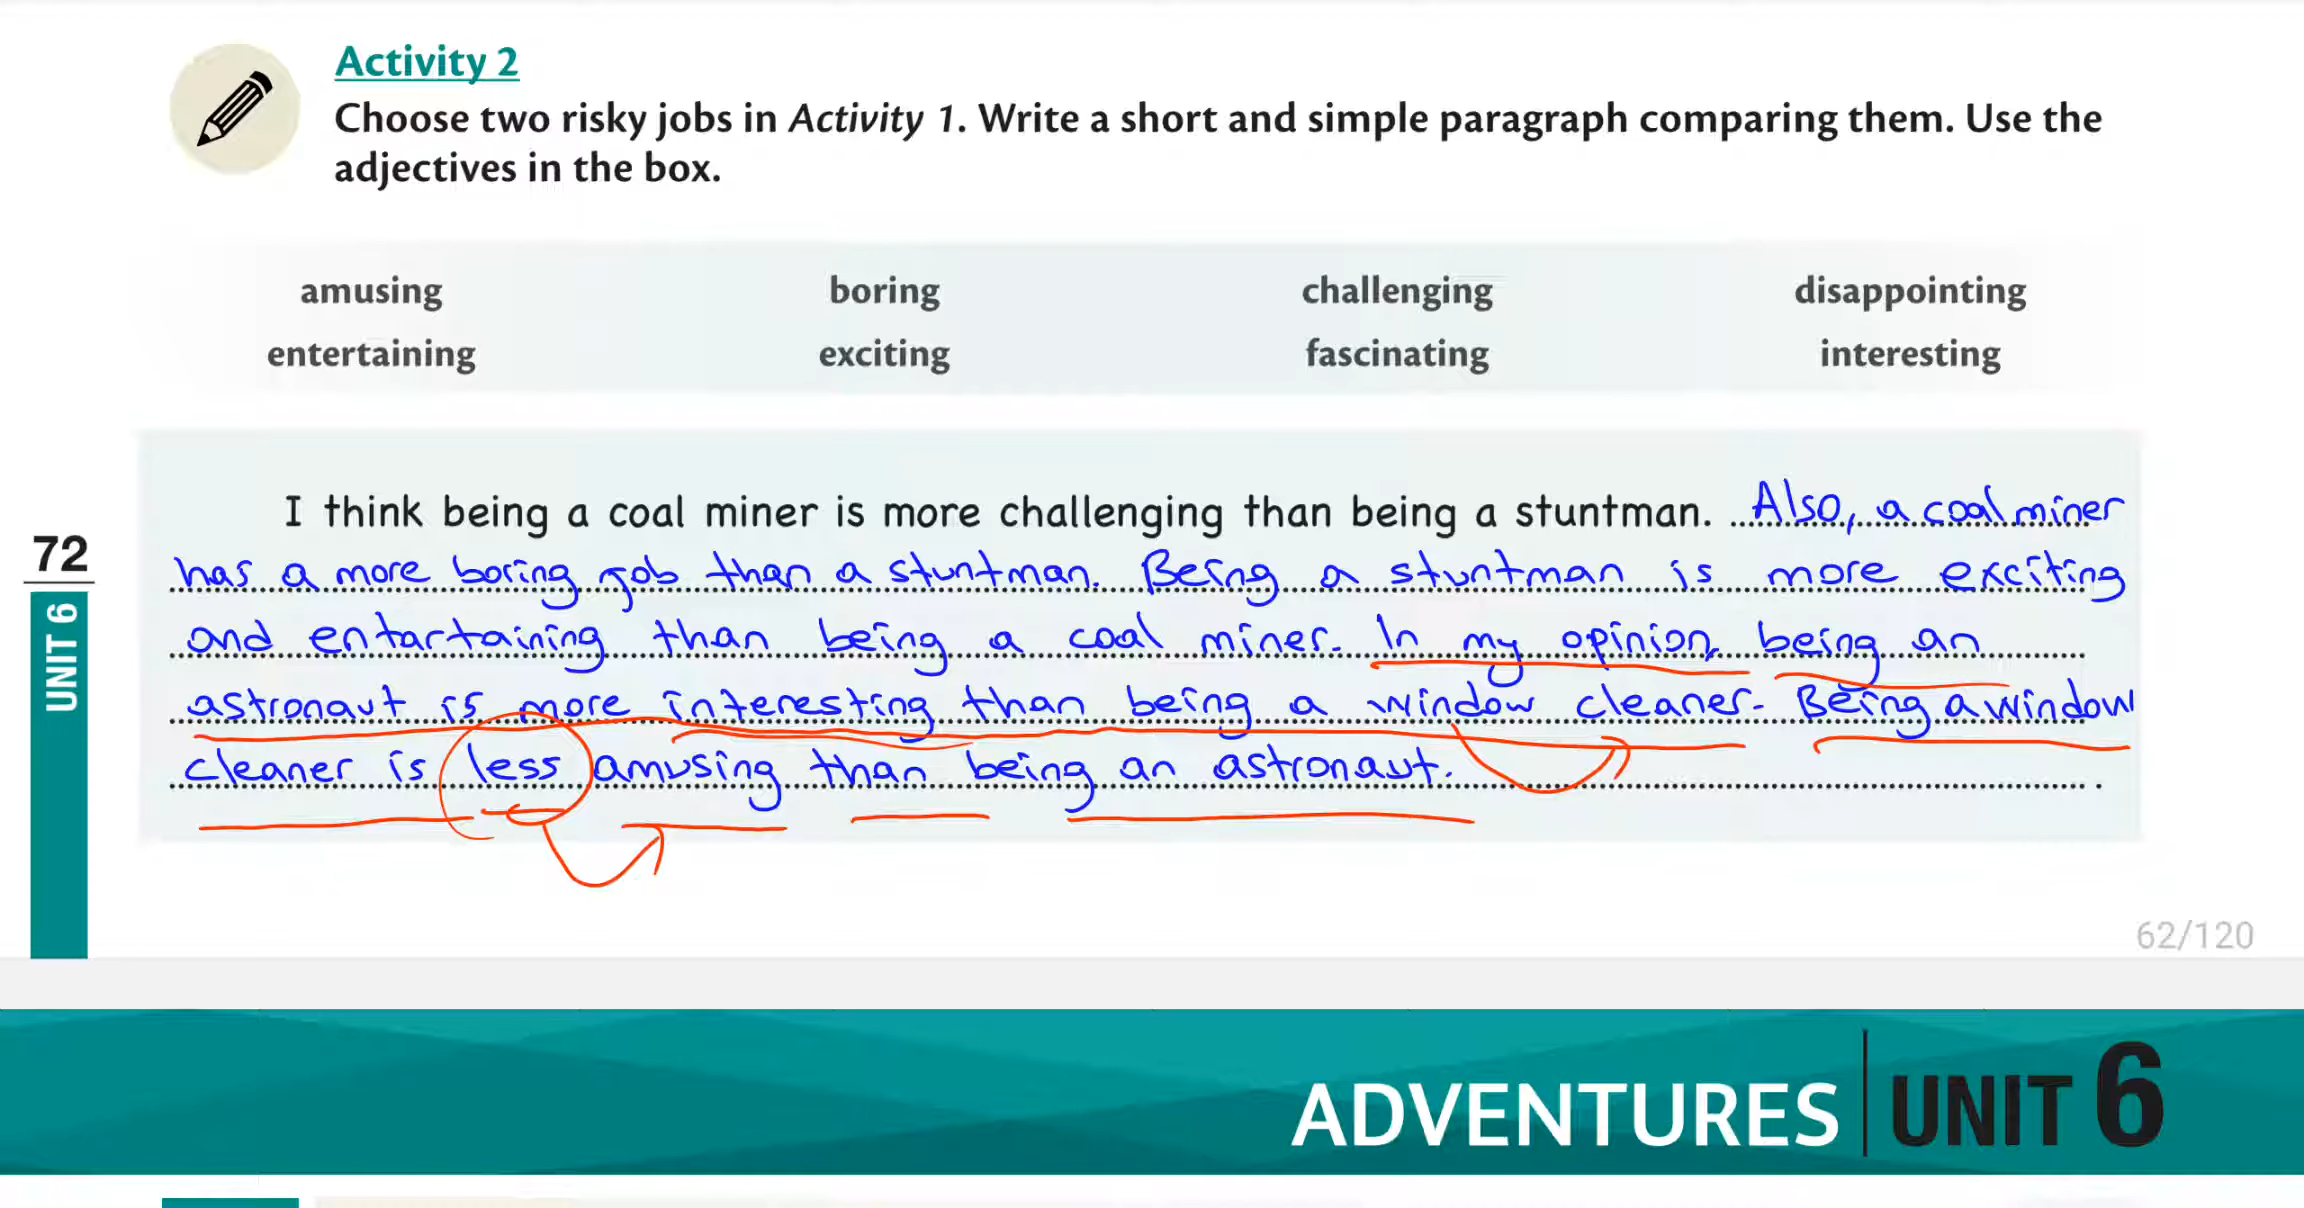 Activity 2
Choose two risky jobs in Activity 1. Write a short and simple paragraph comparing them. Use the
adjectives in the box.
amusing boring challenging disappointing
entertaining exciting fascinating interesting
I think being a coal miner is more challenging than being a stuntman. Also, a coal miner
has a more boring job than a stuntman. Being a stuntman is more exciting
and entartaining than being a coal miner. In my opinion, being an
astronaut is more interesting than being a window cleaner. Being a window
cleaner is less amusing than being an astronaut.
72
UNIT 6
62/120
ADVENTURES UNIT 6